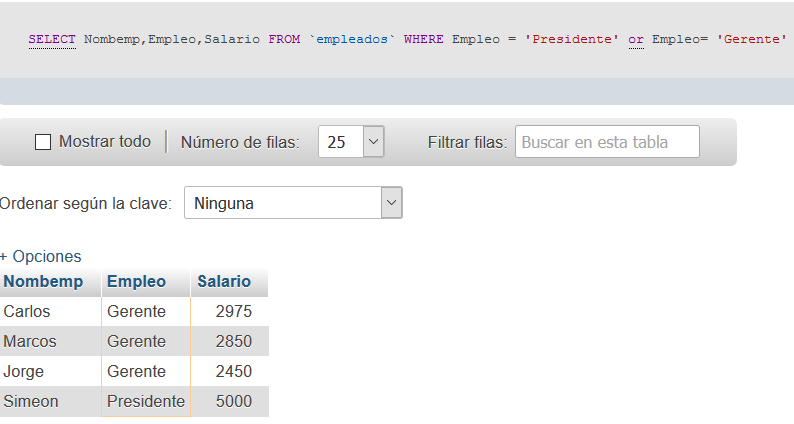 SELECT Nombemp,Empleo,Salario FROM `empleados` WHERE Empleo = 'Presidente' or Empleo= 'Gerente'
Mostrar todo Número de filas: 25 Filtrar filas: Buscar en esta tabla
Ordenar según la clave: Ninguna
+ Opciones
Nombemp Empleo Salario
Carlos Gerente 2975
Marcos Gerente 2850
Jorge Gerente 2450
Simeon Presidente 5000